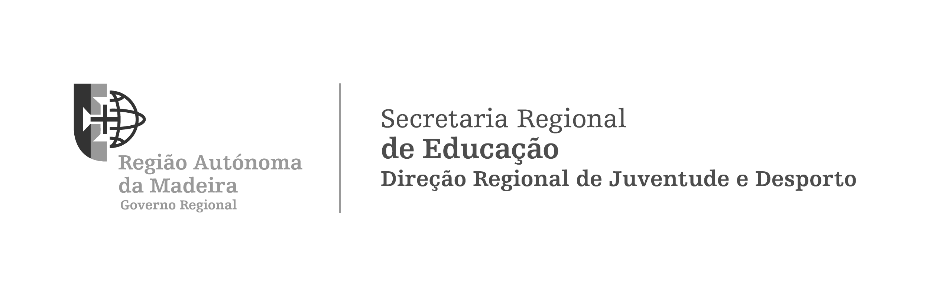 Região Autónoma
da Madeira
Governo Regional
Secretaria Regional
de Educação
Direção Regional de Juventude e Desporto